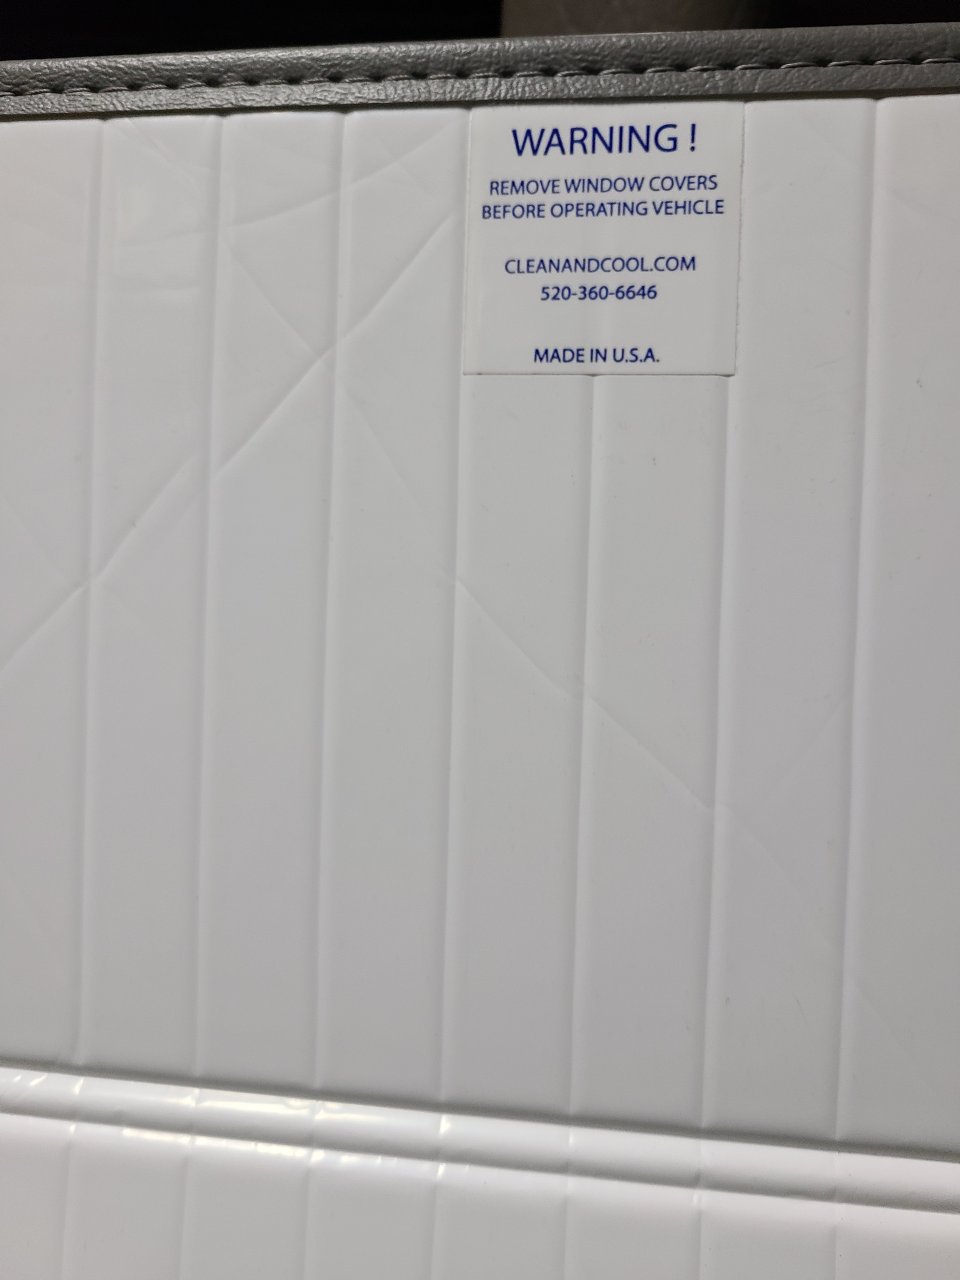 WARNING !
REMOVE WINDOW COVERS
BEFORE OPERATING VEHICLE
CLEANANDCOOL.COM
520-360-6646
MADE IN U.S.A.